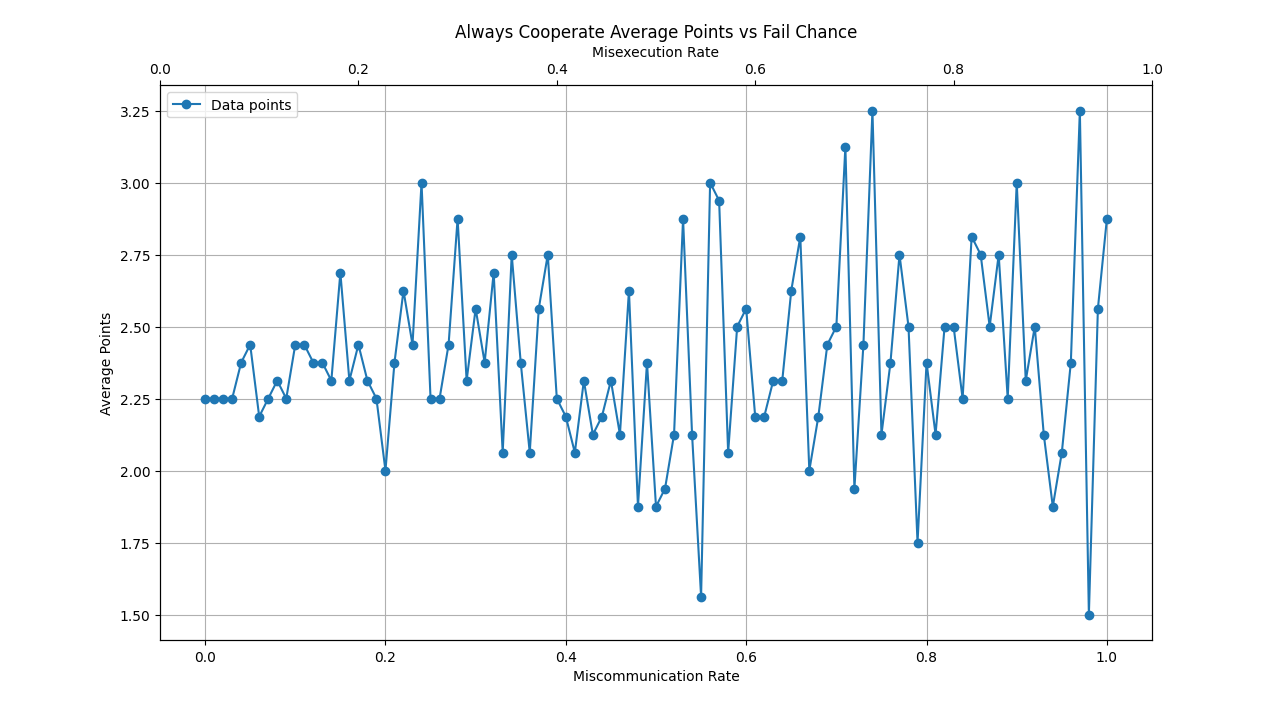 Always Cooperate Average Points vs Fail Chance
Misexecution Rate
0.0 0.2 0.4 0.6 0.8 1.0
Data points
3.25
3.00
2.75
2.50
2.25
2.00
1.75
1.50
Average Points
0.0 0.2 0.4 0.6 0.8 1.0
Miscommunication Rate